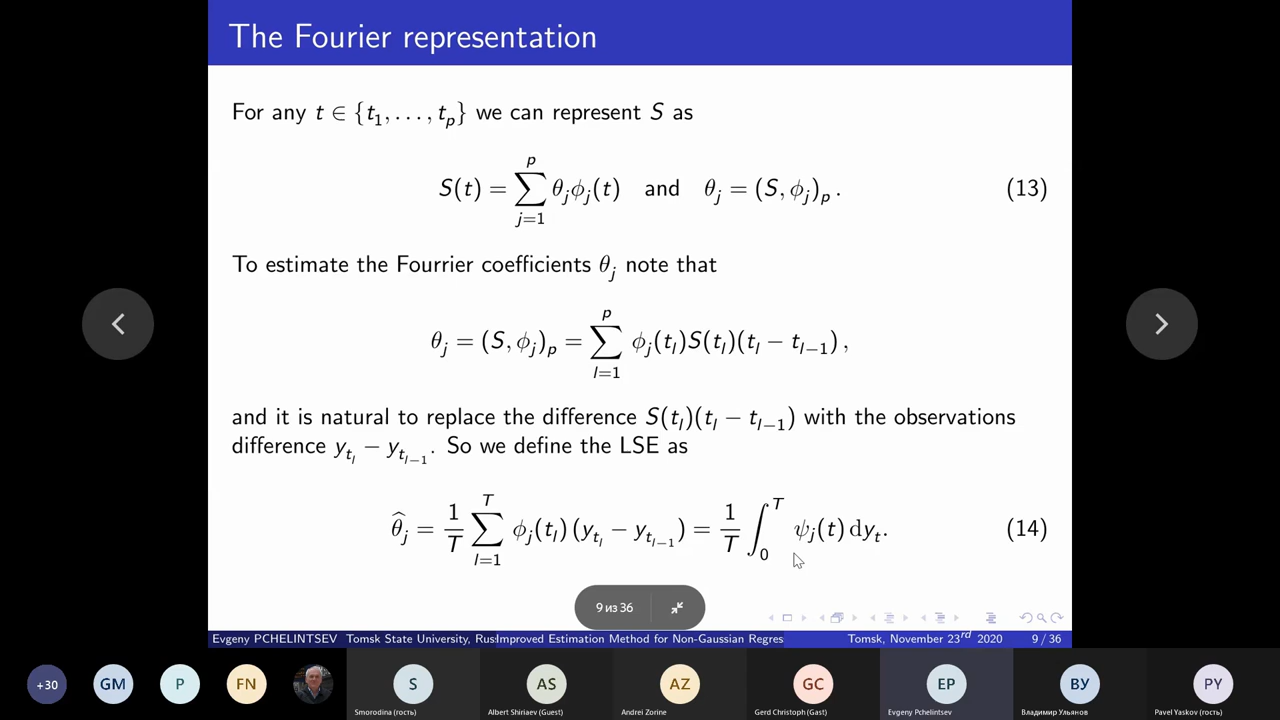 The Fourier representation
For any t ∈ {t₁, . . . , tₚ} we can represent S as
S(t) = ∑_{j=1}^{p} θ_j ϕ_j(t) and θ_j = (S, ϕ_j)_p . (13)
To estimate the Fourrier coefficients θ_j note that
θ_j = (S, ϕ_j)_p = ∑_{l=1}^{p} ϕ_j(t_l)S(t_l)(t_l − t_{l−1}) ,
and it is natural to replace the difference S(t_l)(t_l − t_{l−1}) with the observations
difference y_{t_l} − y_{t_{l−1}}. So we define the LSE as
θ̂_j = 1/T ∑_{l=1}^{T} ϕ_j(t_l) (y_{t_l} − y_{t_{l−1}}) = 1/T ∫_0^T ψ_j(t) dy_t. (14)
9 из 36
Evgeny PCHELINTSEV Tomsk State University, Rus Improved Estimation Method for Non-Gaussian Regres Tomsk, November 23rd 2020 9 / 36
+30 GM P FN S AS AZ GC EP ВУ PY
Smorodina (гость) Albert Shiriaev (Guest) Andrei Zorine Gerd Christoph (Gast) Evgeny Pchelintsev Владимир Ульянов Pavel Yaskov (гость)